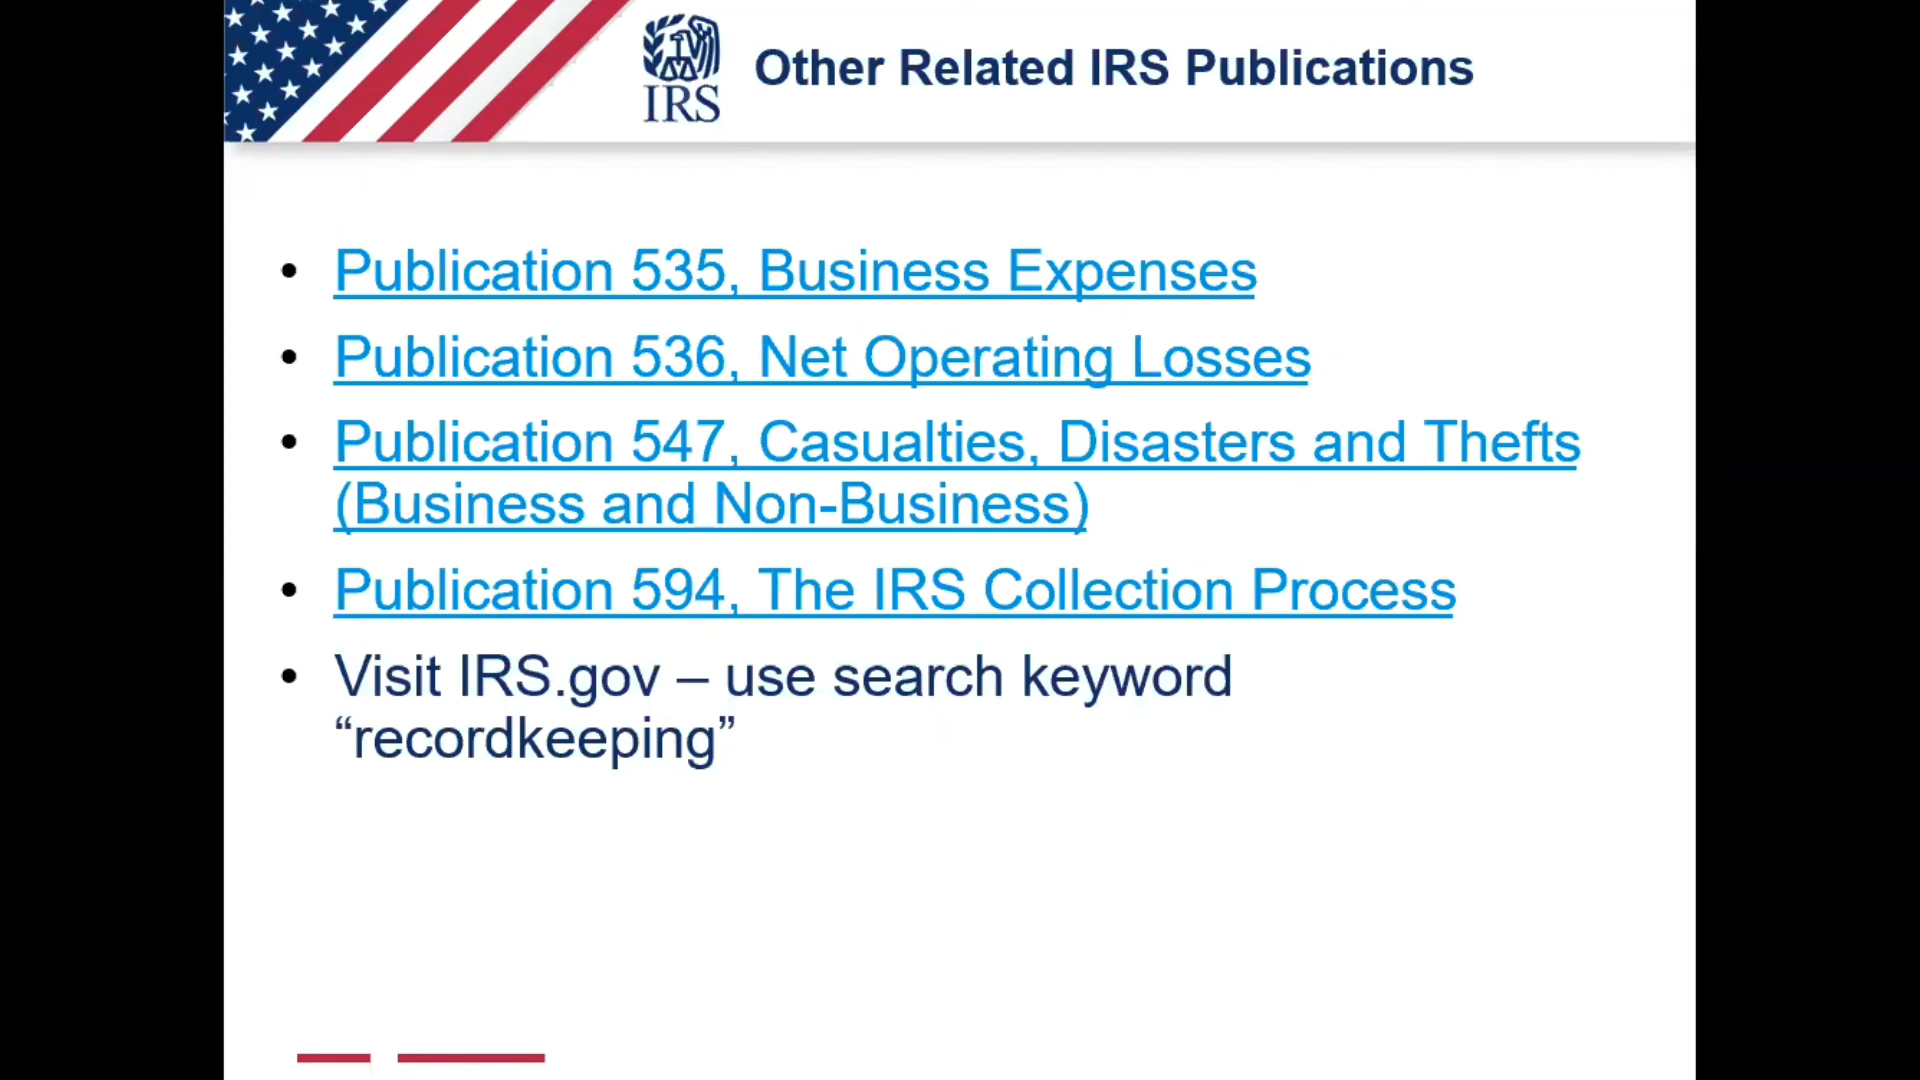 IRS
Other Related IRS Publications
• Publication 535, Business Expenses
• Publication 536, Net Operating Losses
• Publication 547, Casualties, Disasters and Thefts
(Business and Non-Business)
• Publication 594, The IRS Collection Process
• Visit IRS.gov – use search keyword
“recordkeeping”